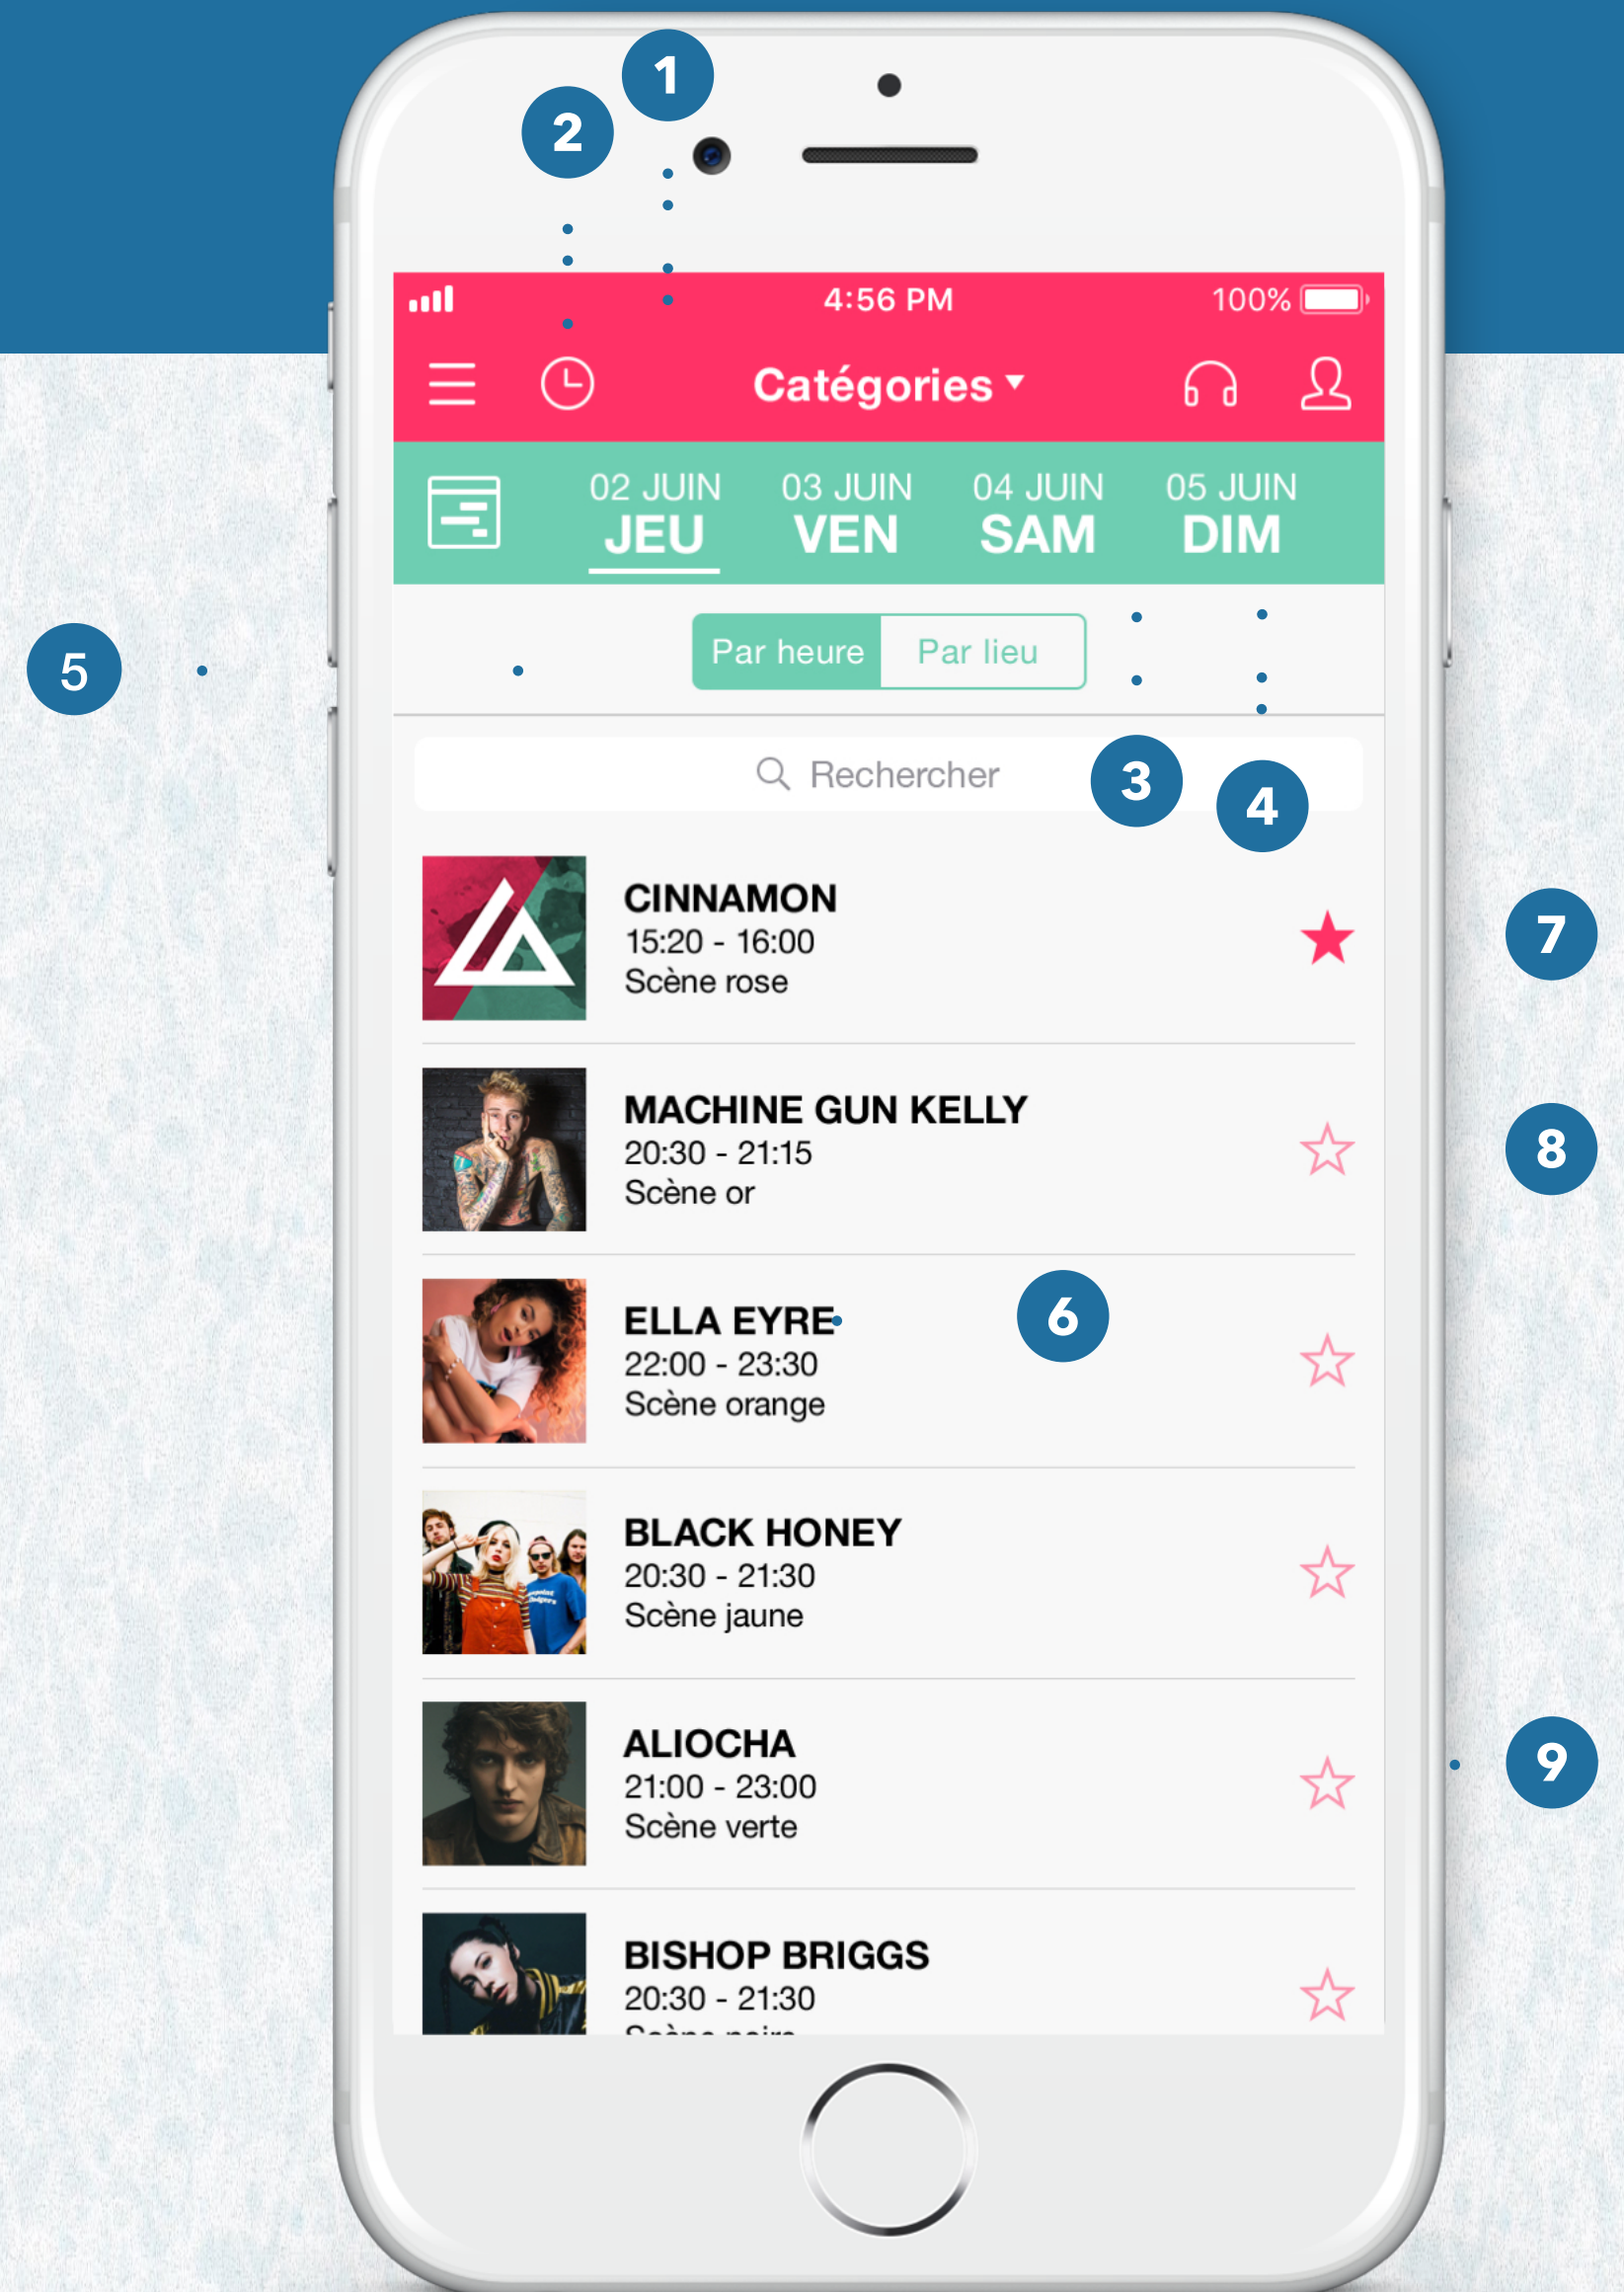 1
2
4:56 PM
100%
Catégories
02 JUIN
JEU
03 JUIN
VEN
04 JUIN
SAM
05 JUIN
DIM
5
Par heure
Par lieu
Rechercher
3
4
CINNAMON
15:20 - 16:00
Scène rose
7
MACHINE GUN KELLY
20:30 - 21:15
Scène or
8
ELLA EYRE
22:00 - 23:30
Scène orange
6
BLACK HONEY
20:30 - 21:30
Scène jaune
ALIOCHA
21:00 - 23:00
Scène verte
9
BISHOP BRIGGS
20:30 - 21:30